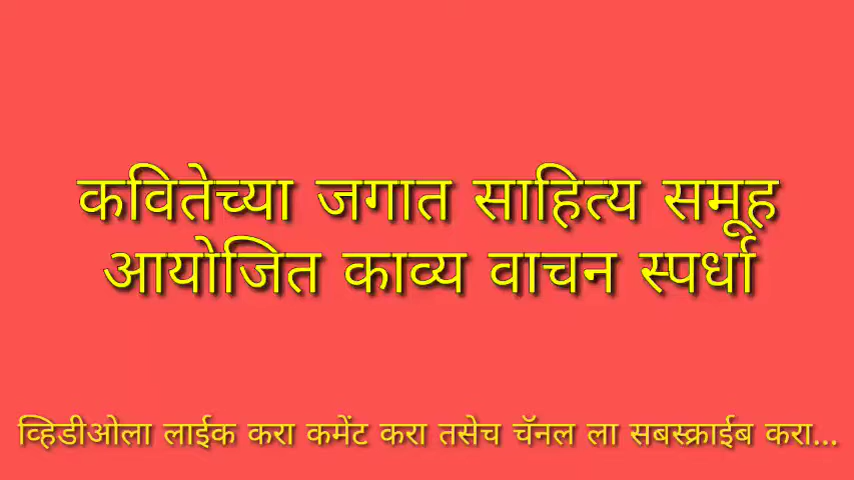 कवितेच्या जगात साहित्य समूह
आयोजित काव्य वाचन स्पर्धा
व्हिडीओला लाईक करा कमेंट करा तसेच चॅनल ला सबस्क्राईब करा...